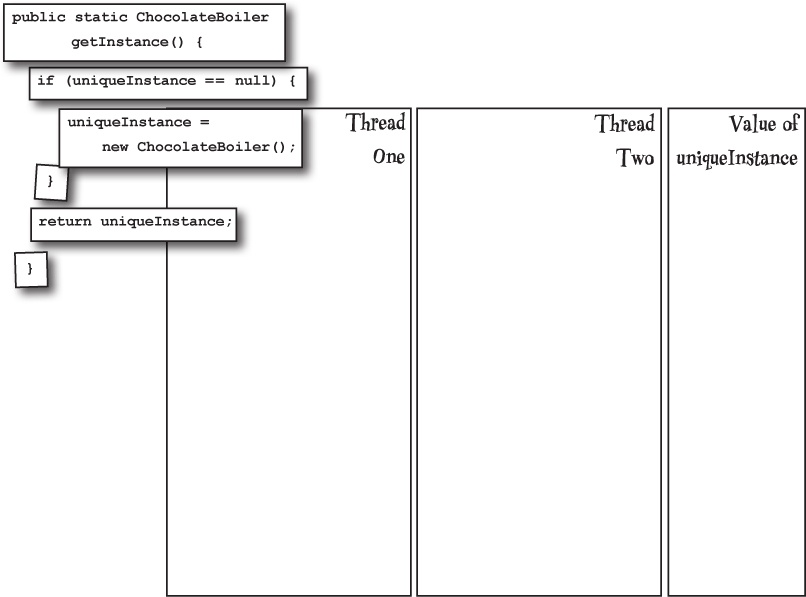 public static ChocolateBoiler
getInstance() {
if (uniqueInstance == null) {
uniqueInstance =
new ChocolateBoiler();
}
return uniqueInstance;
}
Thread
One
Thread
Two
Value of
uniqueInstance